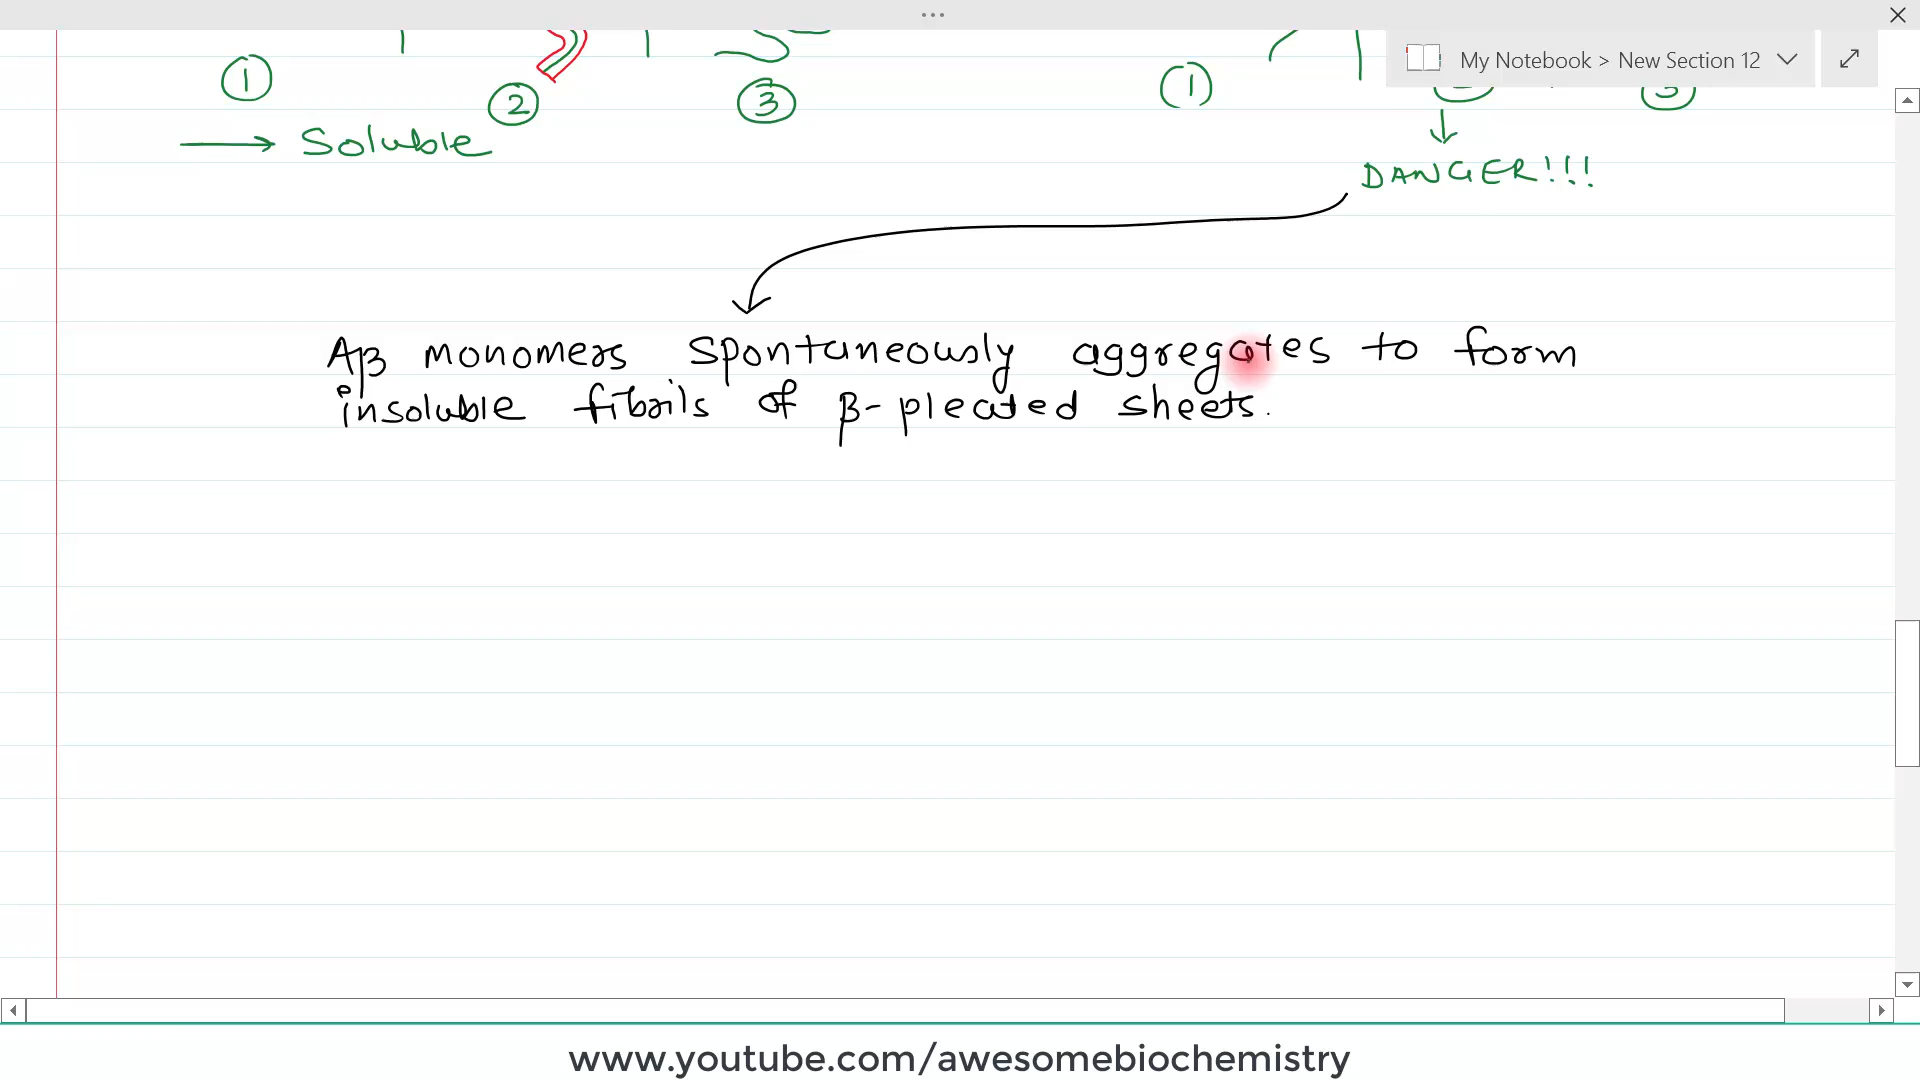 My Notebook > New Section 12
① ② ③ ①
→ Soluble
DANGER!!!
Aβ monomers spontaneously aggregates to form
insoluble fibrils of β-pleated sheets.
www.youtube.com/awesomebiochemistry